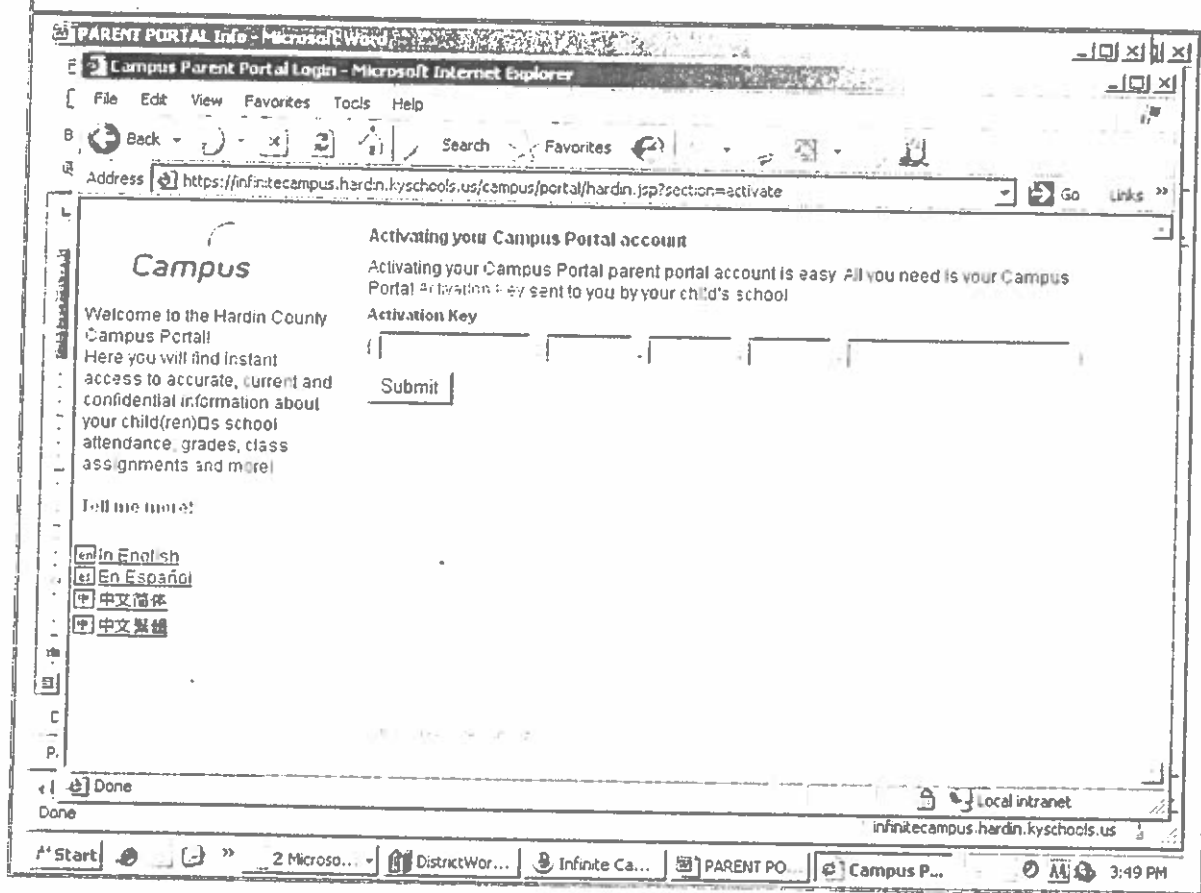 PARENT PORTAL Info - Microsoft Word
Campus Parent Portal Login - Microsoft Internet Explorer
File Edit View Favorites Tools Help
Back Search Favorites
Address https://infinitecampus.hardin.kyschools.us/campus/portal/hardin.jsp?section=activate Go Links »
Campus
Welcome to the Hardin County
Campus Portal!
Here you will find instant
access to accurate, current and
confidential information about
your child(ren)□s school
attendance, grades, class
assignments and more!
Tell me more!
en In English
es En Español
中 中文简体
中 中文繁體
Activating your Campus Portal account
Activating your Campus Portal parent portal account is easy. All you need is your Campus
Portal Activation Key sent to you by your child's school
Activation Key
Submit
Done
Local intranet
Done
infinitecampus.hardin.kyschools.us
Start » 2 Microso... DistrictWor... Infinite Ca... PARENT PO... Campus P... 3:49 PM